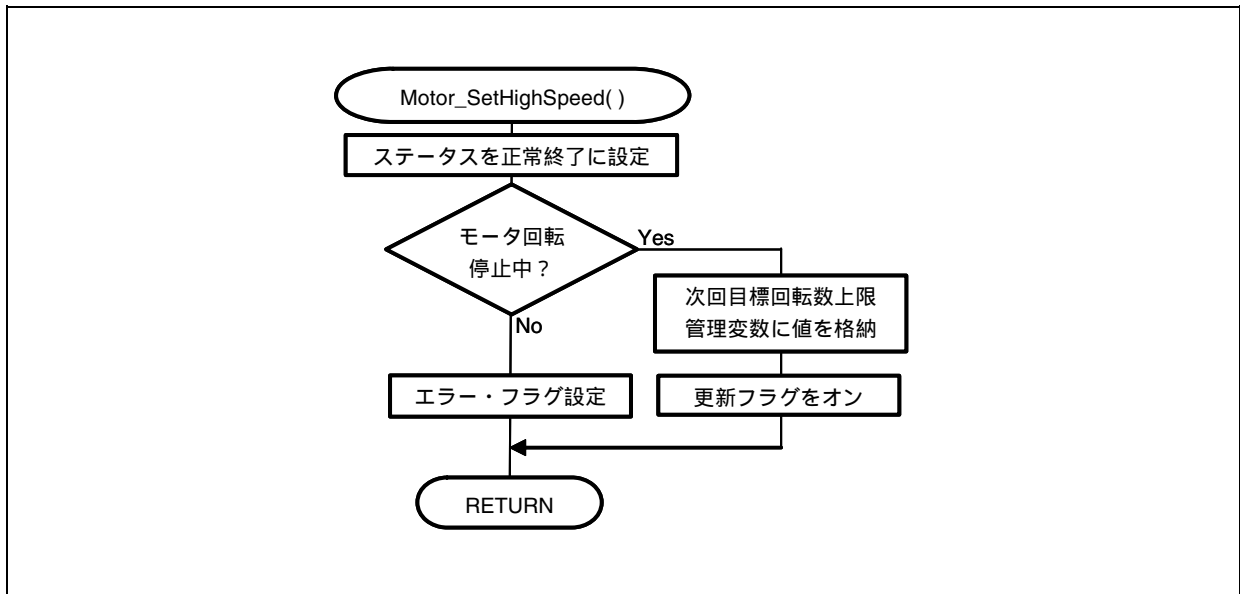 Motor_SetHighSpeed( )
ステータスを正常終了に設定
モータ回転
停止中？
Yes
No
次回目標回転数上限
管理変数に値を格納
エラー・フラグ設定
更新フラグをオン
RETURN